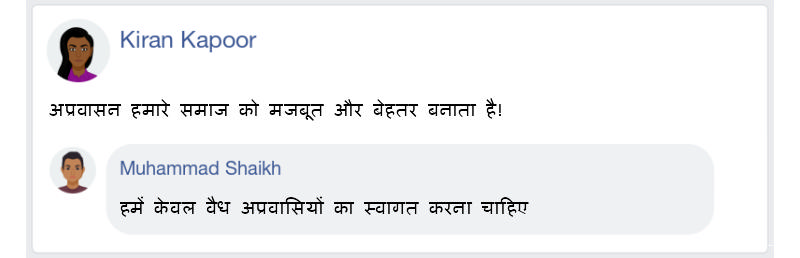 Kiran Kapoor
अप्रवासन हमारे समाज को मजबूत और बेहतर बनाता है!
Muhammad Shaikh
हमें केवल वैध अप्रवासियों का स्वागत करना चाहिए